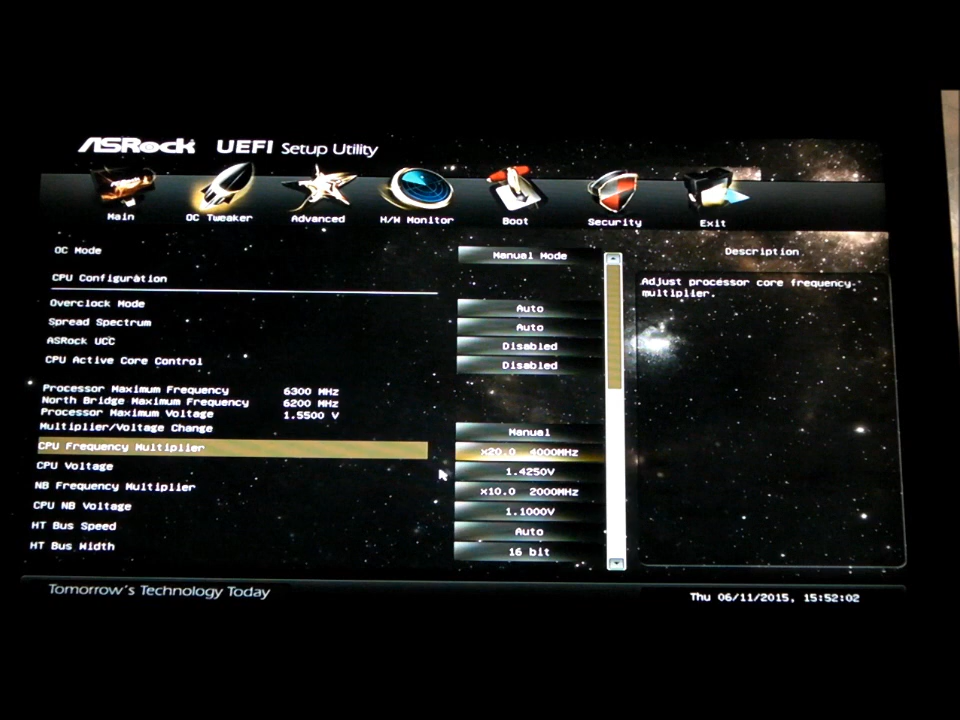 ASRock UEFI Setup Utility
Main OC Tweaker Advanced H/W Monitor Boot Security Exit
OC Mode Manual Mode
Description
CPU Configuration
Adjust processor core frequency
multiplier.
Overclock Mode Auto
Spread Spectrum Auto
ASRock UCC Disabled
CPU Active Core Control Disabled
Processor Maximum Frequency 6300 MHz
North Bridge Maximum Frequency 6200 MHz
Processor Maximum Voltage 1.5500 V
Multiplier/Voltage Change Manual
CPU Frequency Multiplier x20.0 4000MHz
CPU Voltage 1.4250V
NB Frequency Multiplier x10.0 2000MHz
CPU NB Voltage 1.1000V
HT Bus Speed Auto
HT Bus Width 16 bit
Tomorrow's Technology Today
Thu 06/11/2015, 15:52:02